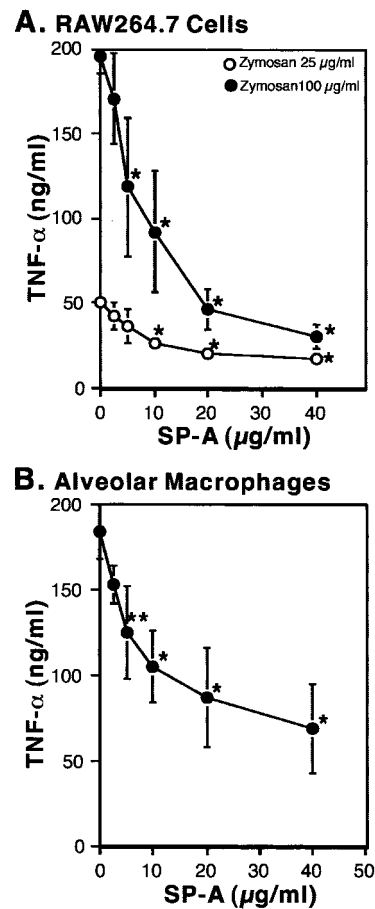 A. RAW264.7 Cells
200
150
100
50
0
TNF-α (ng/ml)
Zymosan 25 µg/ml
Zymosan100 µg/ml
*
*
*
*
*
*
*
0 10 20 30 40
SP-A (µg/ml)
B. Alveolar Macrophages
200
150
100
50
0
TNF-α (ng/ml)
**
*
*
*
0 10 20 30 40 50
SP-A (µg/ml)